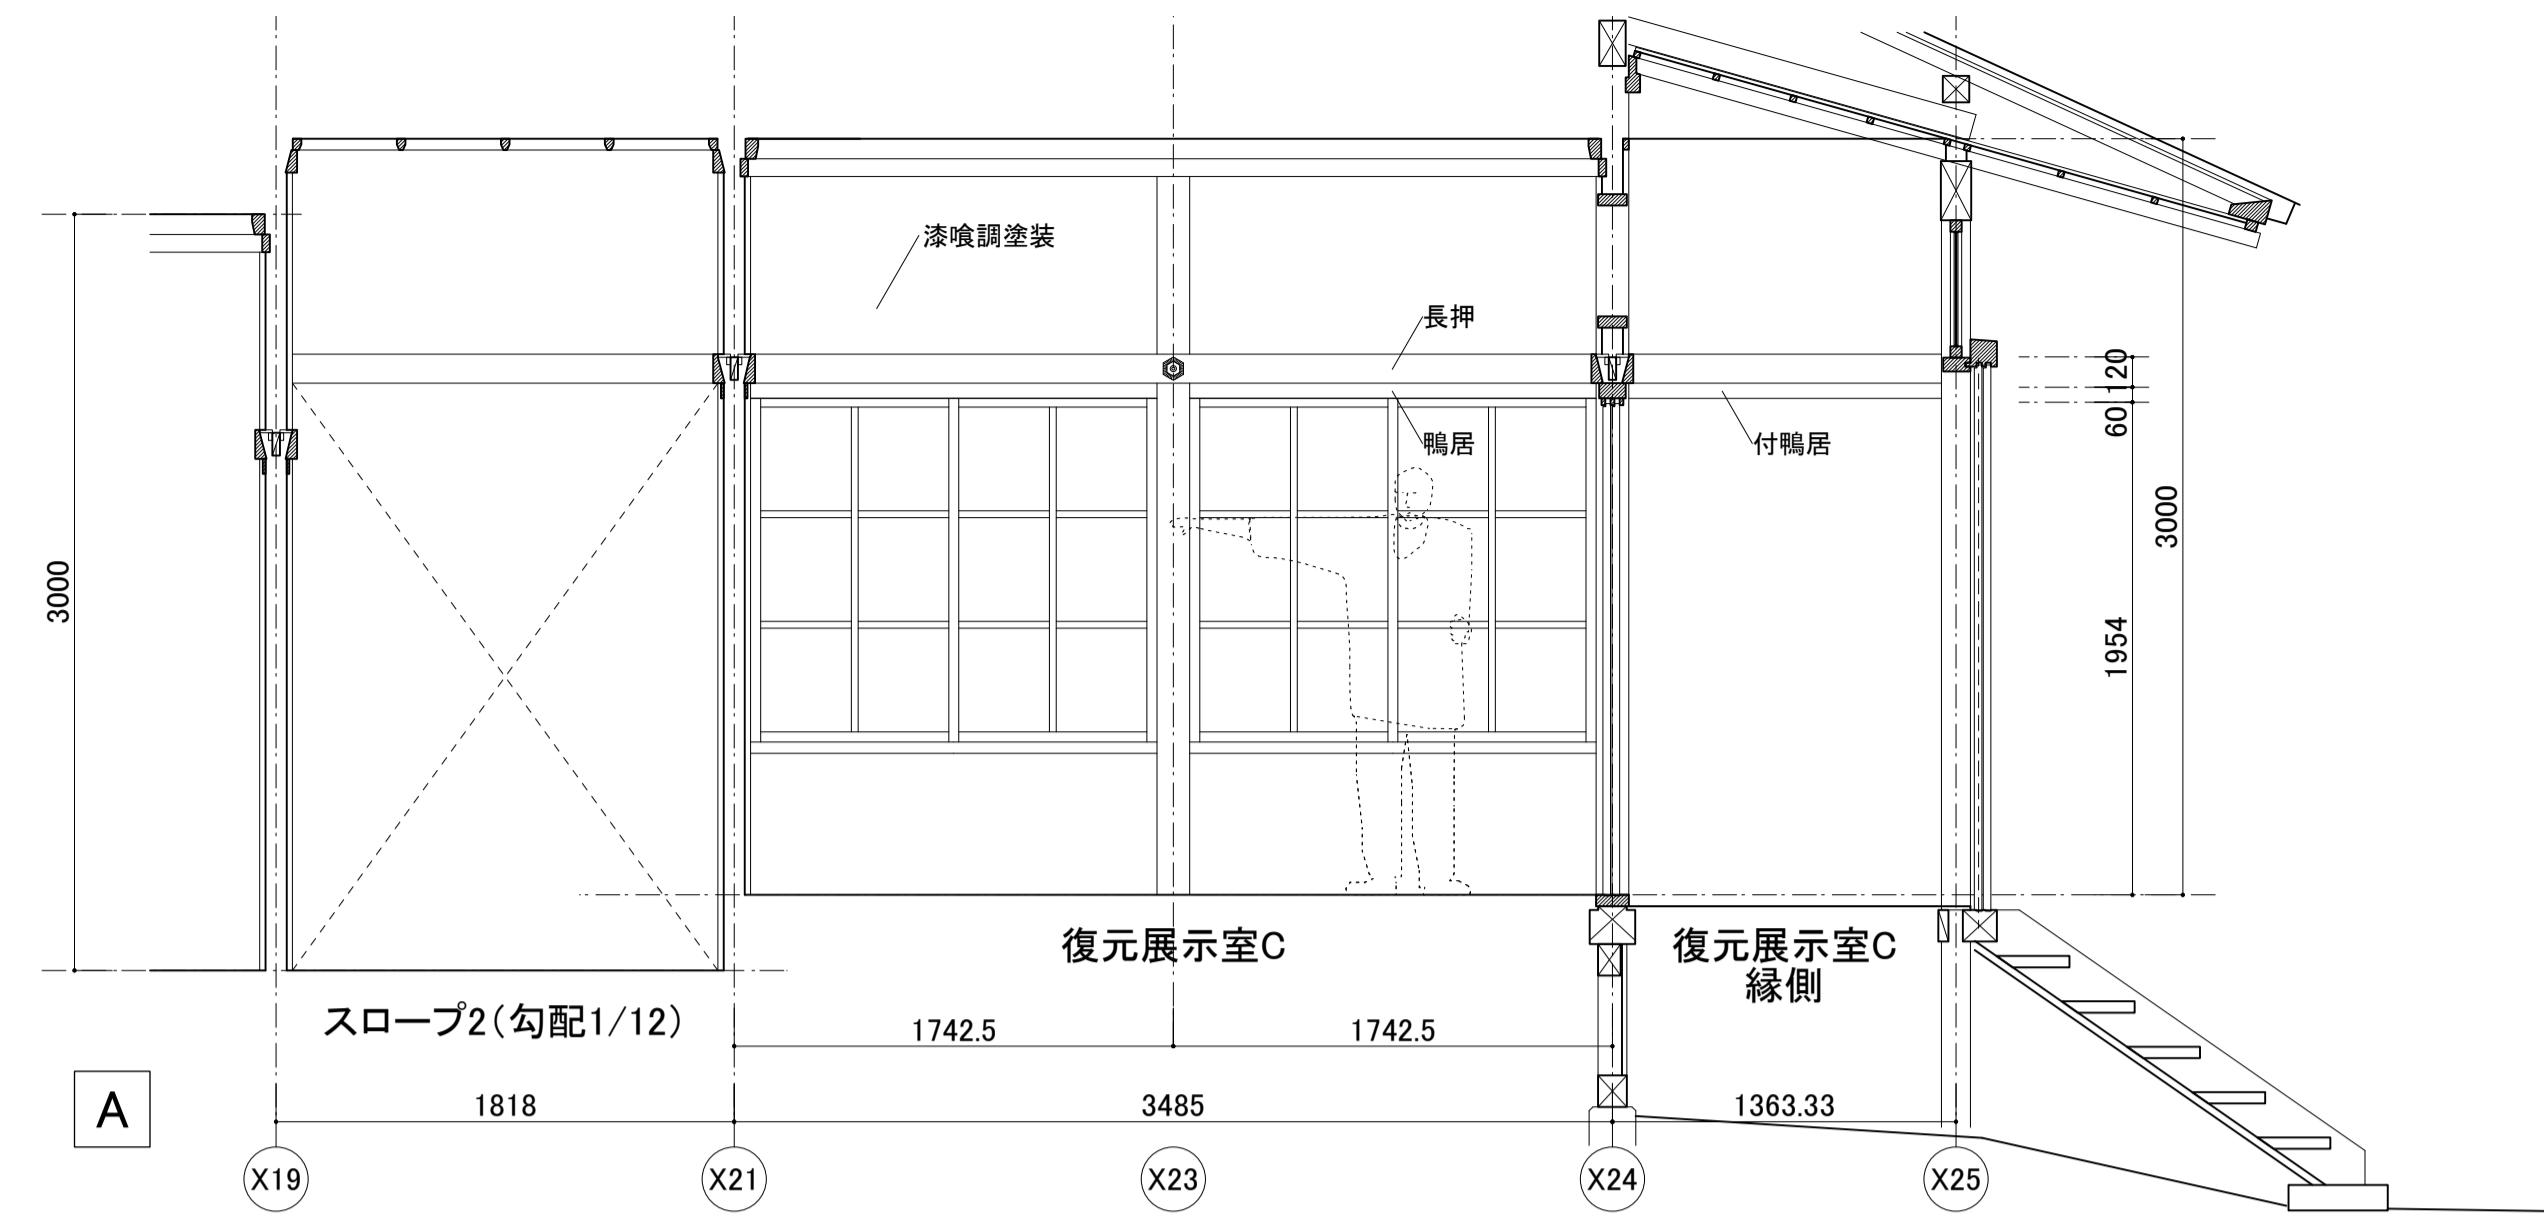 漆喰調塗装
長押
鴨居
付鴨居
120
60
3000
1954
3000
復元展示室C
復元展示室C
縁側
スロープ2(勾配1/12)
1742.5
1742.5
A
1818
3485
1363.33
X19
X21
X23
X24
X25